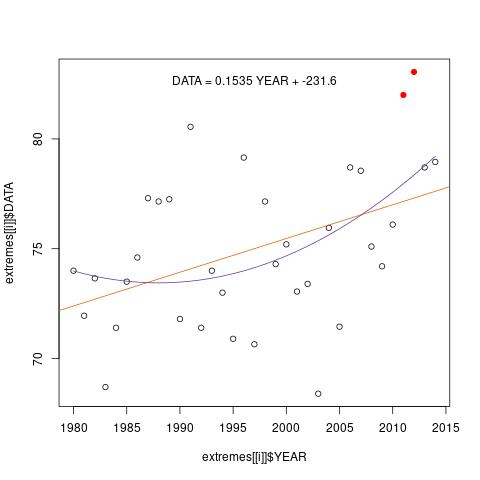 DATA = 0.1535 YEAR + -231.6
extremes[[i]]$DATA
80
75
70
1980 1985 1990 1995 2000 2005 2010 2015
extremes[[i]]$YEAR